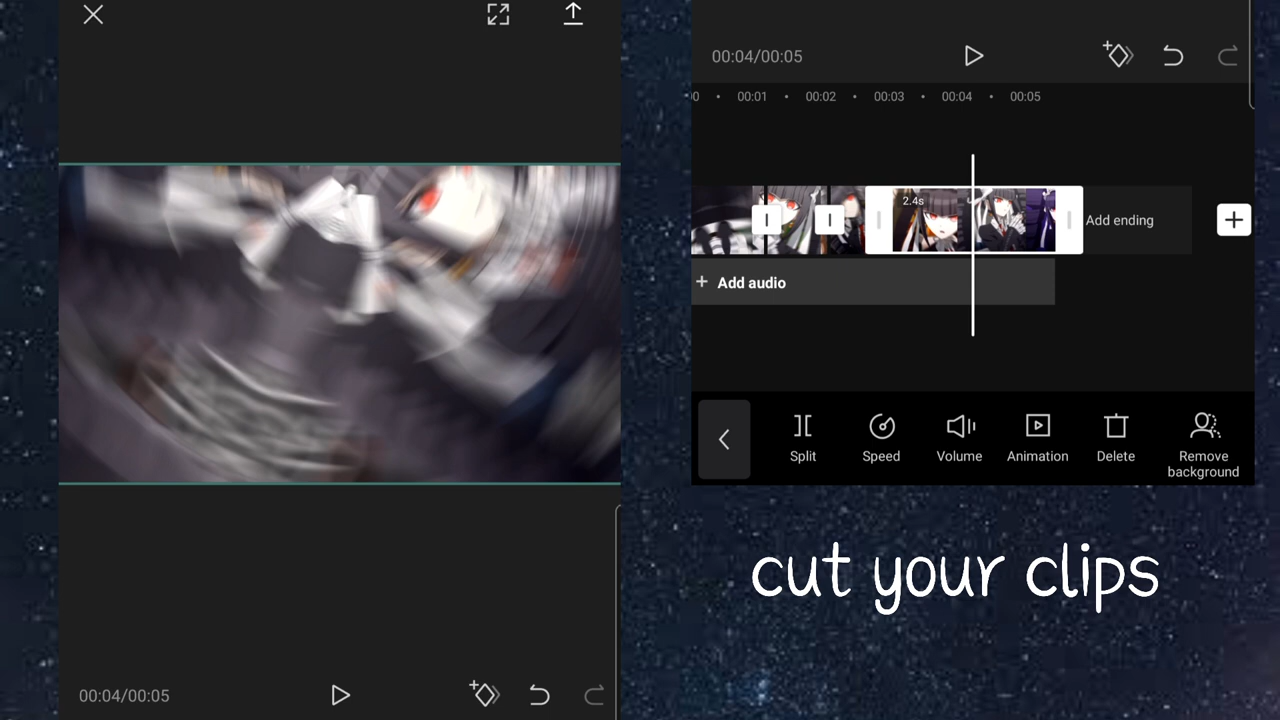 00:04/00:05
00:04/00:05
00:01 • 00:02 • 00:03 • 00:04 • 00:05
2.4s
Add ending
+ Add audio
Split
Speed
Volume
Animation
Delete
Remove
background
cut your clips